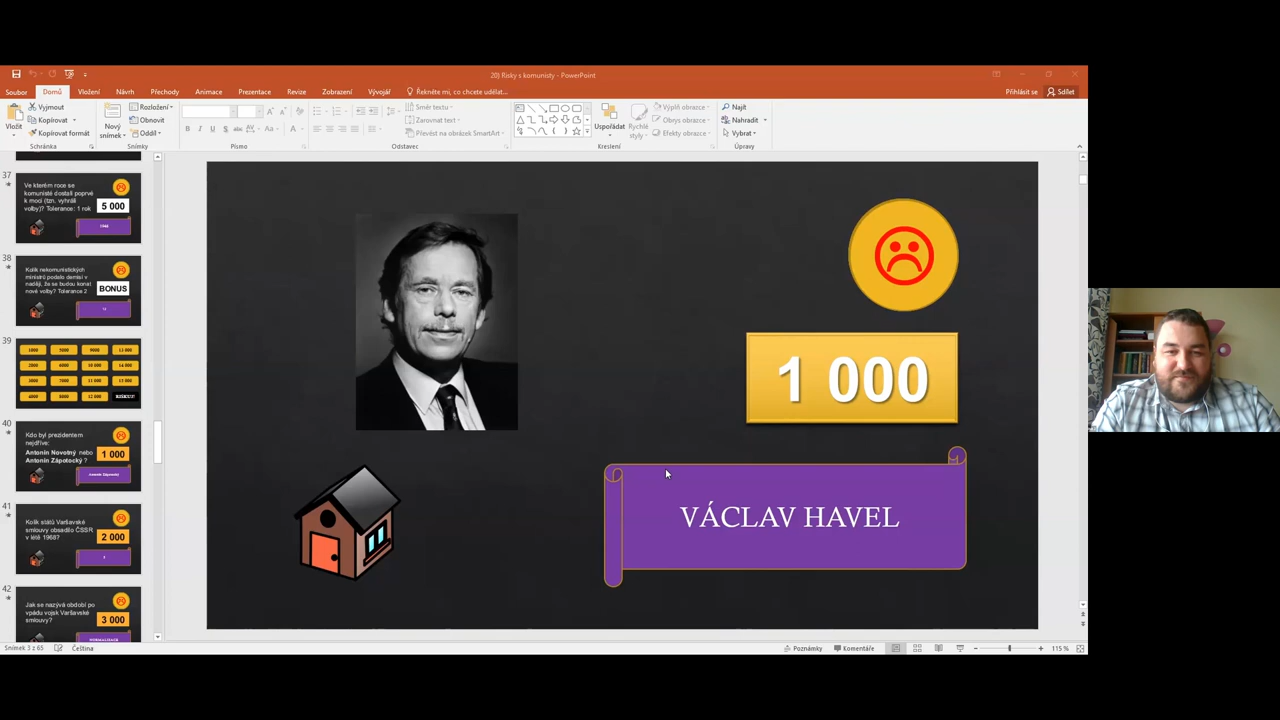 20) Risky s komunisty - PowerPoint
Soubor Domů Vložení Návrh Přechody Animace Prezentace Revize Zobrazení Vývojář Řekněte mi, co chcete udělat... Přihlásit se Sdílet
Vložit
Vyjmout
Kopírovat
Kopírovat formát
Schránka
Nový snímek
Rozložení
Obnovit
Oddíl
Snímky
Písmo
Směr textu
Zarovnat text
Převést na obrázek SmartArt
Odstavec
Uspořádat
Rychlé styly
Výplň obrazce
Obrys obrazce
Efekty obrazce
Kreslení
Najít
Nahradit
Vybrat
Úpravy
37
Ve kterém roce se
komunisté dostali poprvé
k moci (tzn. vyhráli
volby)? Tolerance: 1 rok
5 000
1946
38
Kolik nekomunistických
ministrů podalo demisi v
naději, že se budou konat
nové volby? Tolerance 2
BONUS
39
40
Kdo byl prezidentem
nejdříve:
Antonín Novotný nebo
Antonín Zápotocký ?
1 000
Antonín Zápotocký
41
Kolik států Varšavské
smlouvy obsadilo ČSSR
v létě 1968?
2 000
5
42
Jak se nazývá období po
vpádu vojsk Varšavské
smlouvy?
3 000
NORMALIZACE
1 000
VÁCLAV HAVEL
Snímek 3 z 65 Čeština Poznámky Komentáře 115 %